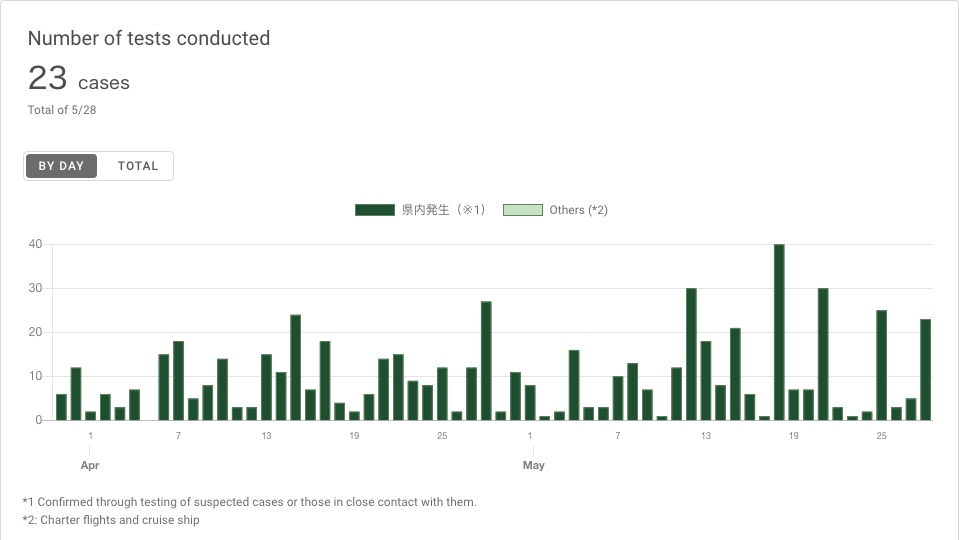 Number of tests conducted
23 cases
Total of 5/28
BY DAY TOTAL
県内発生（※1） Others (*2)
40
30
20
10
0
1 7 13 19 25 1 7 13 19 25
Apr May
*1 Confirmed through testing of suspected cases or those in close contact with them.
*2: Charter flights and cruise ship